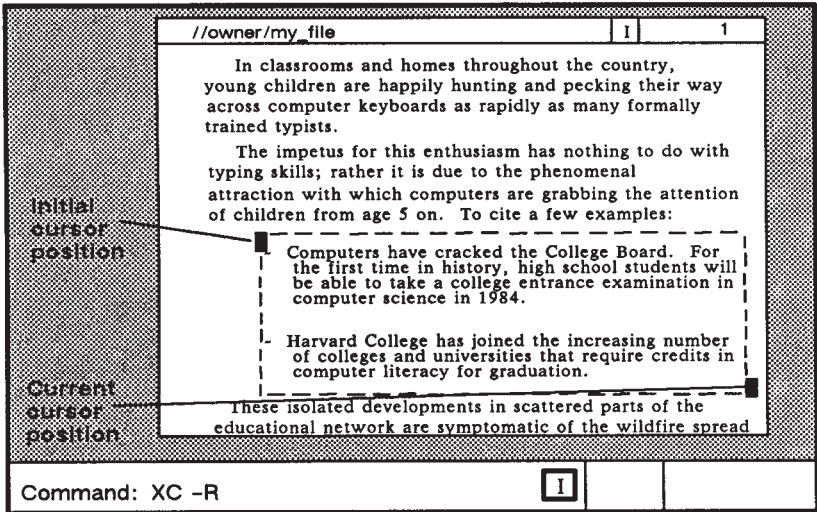 //owner/my_file I 1
In classrooms and homes throughout the country,
young children are happily hunting and pecking their way
across computer keyboards as rapidly as many formally
trained typists.
The impetus for this enthusiasm has nothing to do with
typing skills; rather it is due to the phenomenal
attraction with which computers are grabbing the attention
of children from age 5 on. To cite a few examples:
Initial
cursor
position
- Computers have cracked the College Board. For
the first time in history, high school students will
be able to take a college entrance examination in
computer science in 1984.
- Harvard College has joined the increasing number
of colleges and universities that require credits in
computer literacy for graduation.
Current
cursor
position
These isolated developments in scattered parts of the
educational network are symptomatic of the wildfire spread
Command: XC -R I